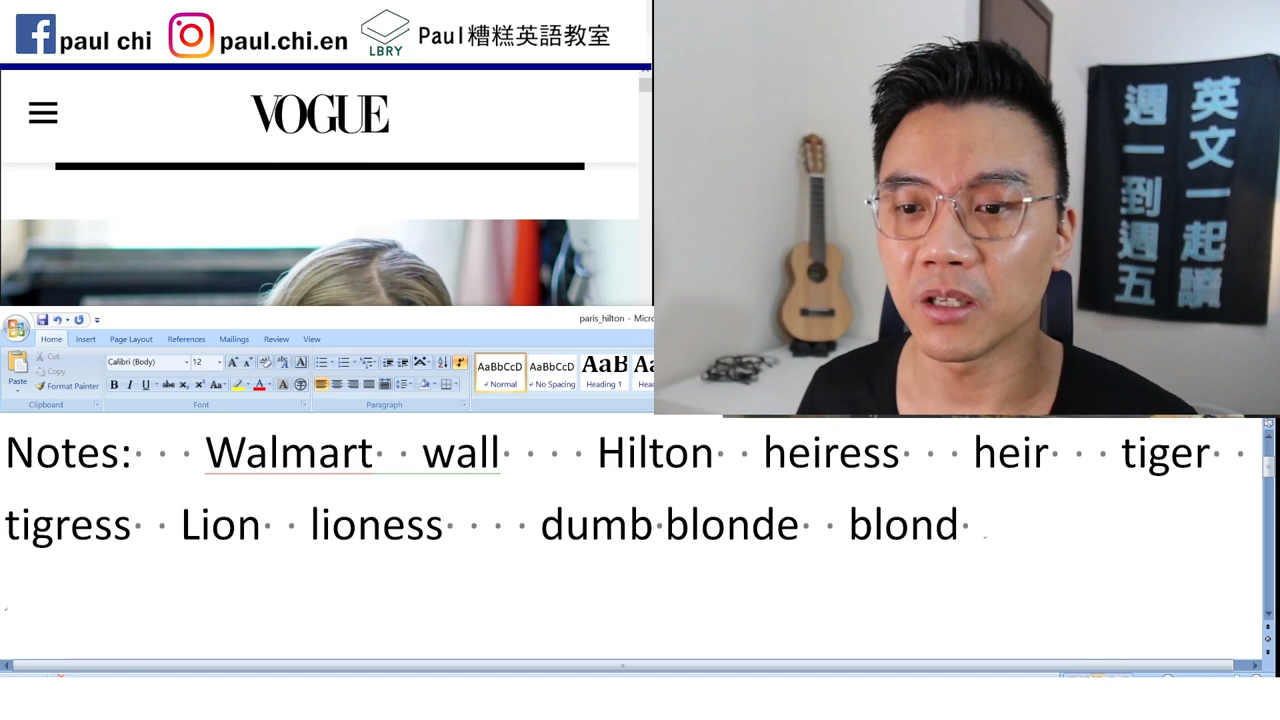 paul chi
paul.chi.en
LBRY
Paul糟糕英語教室
VOGUE
英文一起讀
週一到週五
paris_hilton - Micro
Home Insert Page Layout References Mailings Review View
Paste
Cut
Copy
Format Painter
Clipboard
Calibri (Body) 12
Font
Paragraph
AaBbCcD AaBbCcD AaBb AaB
Normal No Spacing Heading 1
Notes: Walmart wall Hilton heiress heir tiger
tigress Lion lioness dumb blonde blond